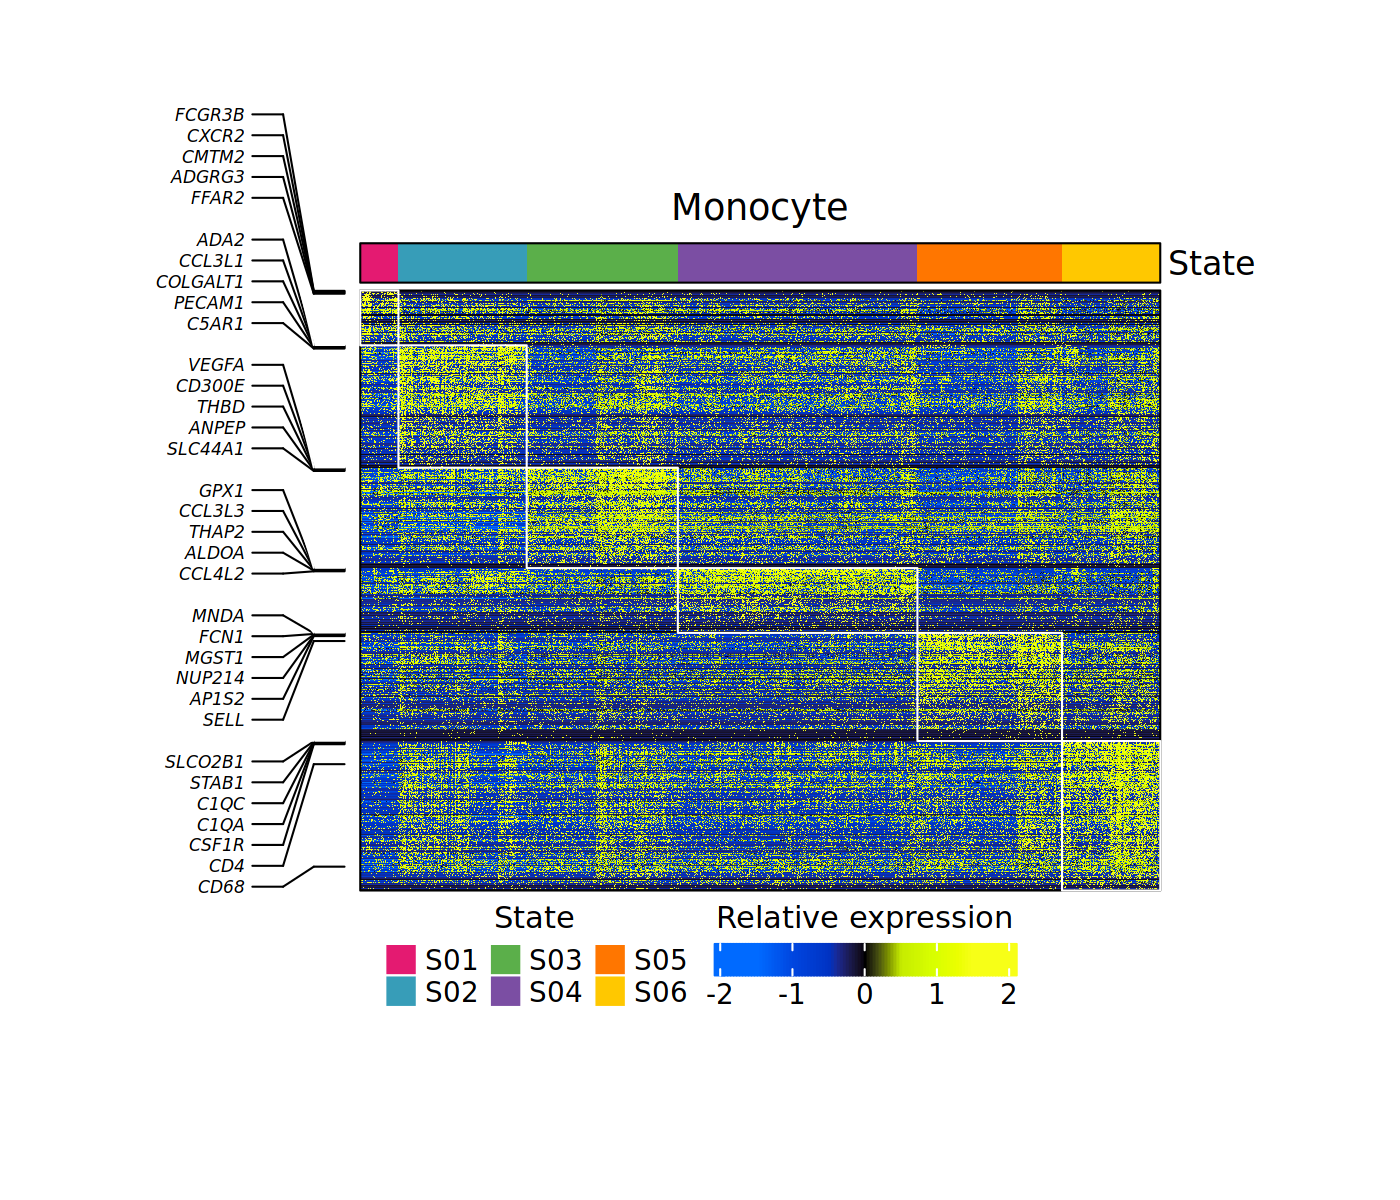 Monocyte
State
FCGR3B
CXCR2
CMTM2
ADGRG3
FFAR2
ADA2
CCL3L1
COLGALT1
PECAM1
C5AR1
VEGFA
CD300E
THBD
ANPEP
SLC44A1
GPX1
CCL3L3
THAP2
ALDOA
CCL4L2
MNDA
FCN1
MGST1
NUP214
AP1S2
SELL
SLCO2B1
STAB1
C1QC
C1QA
CSF1R
CD4
CD68
State
S01 S03 S05
S02 S04 S06
Relative expression
-2 -1 0 1 2